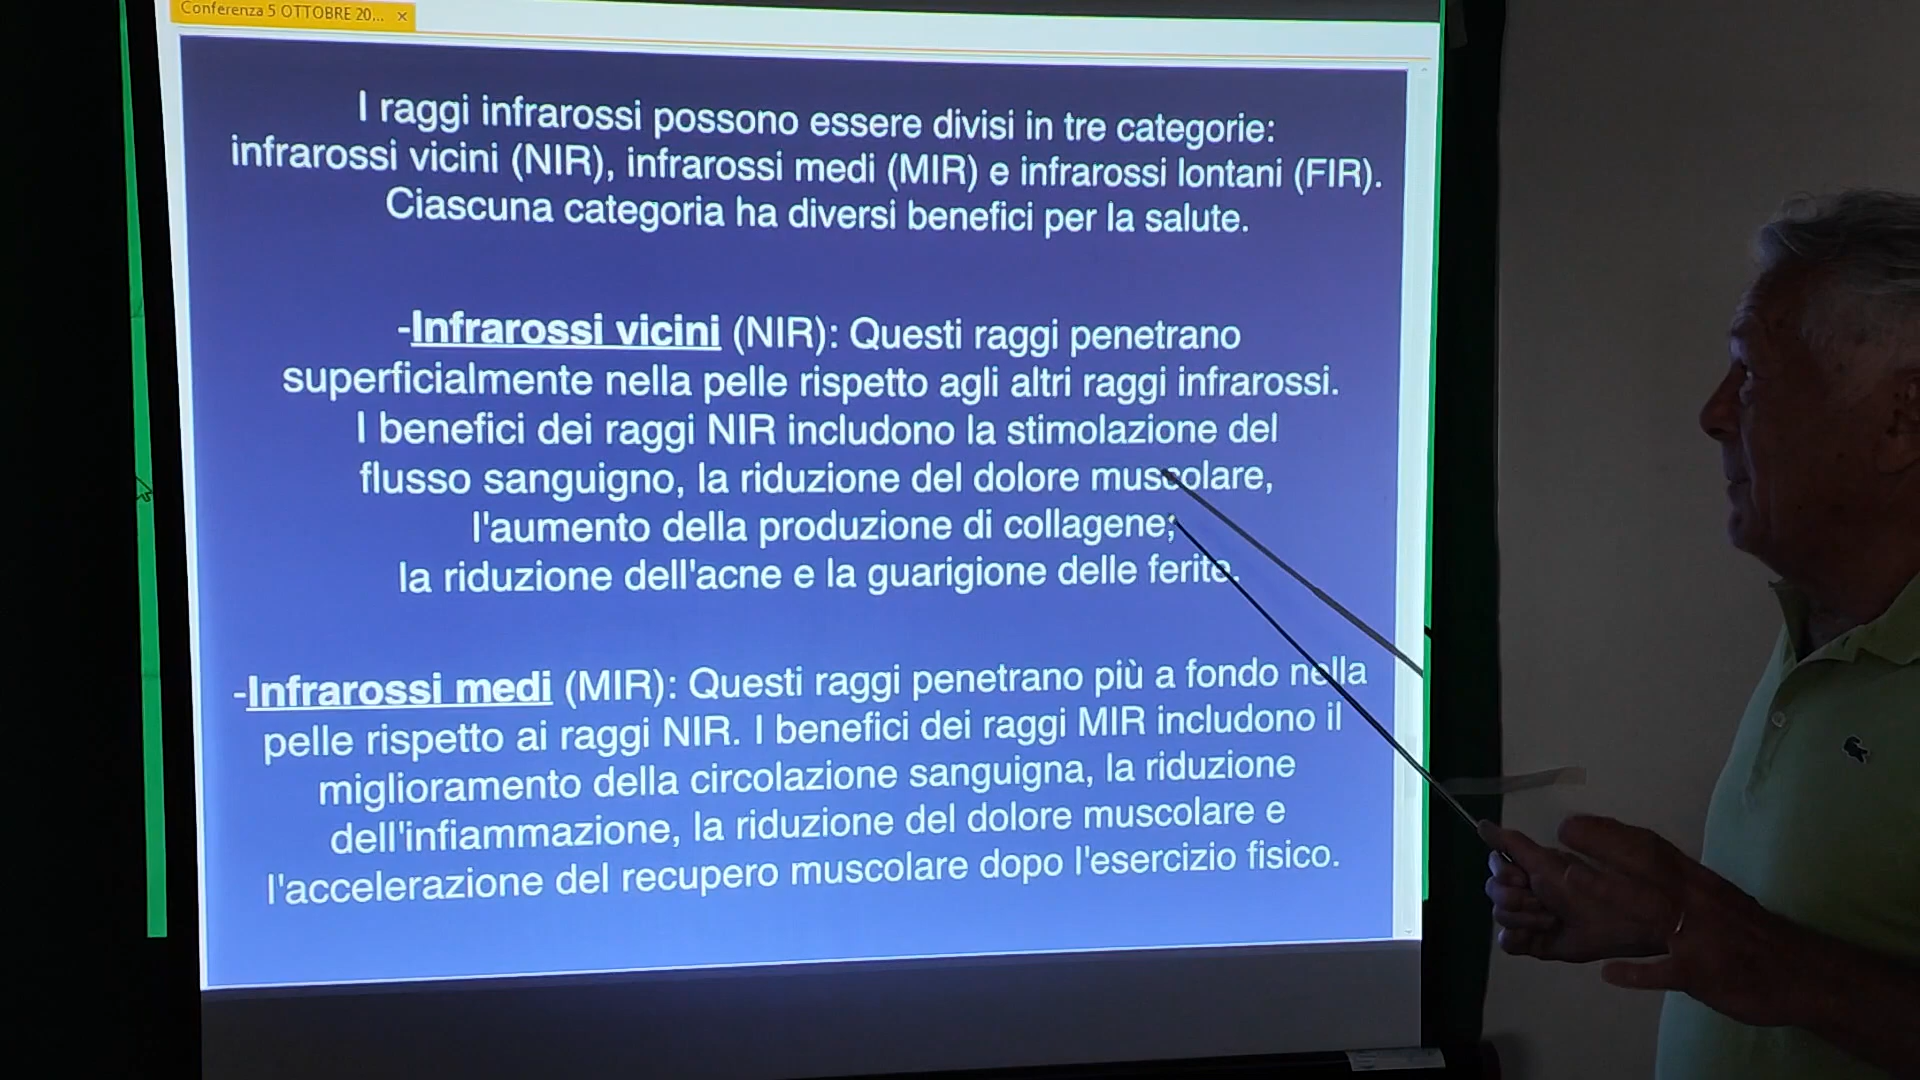 Conferenza 5 OTTOBRE 20...
I raggi infrarossi possono essere divisi in tre categorie:
infrarossi vicini (NIR), infrarossi medi (MIR) e infrarossi lontani (FIR).
Ciascuna categoria ha diversi benefici per la salute.
-Infrarossi vicini (NIR): Questi raggi penetrano
superficialmente nella pelle rispetto agli altri raggi infrarossi.
I benefici dei raggi NIR includono la stimolazione del
flusso sanguigno, la riduzione del dolore muscolare,
l'aumento della produzione di collagene;
la riduzione dell'acne e la guarigione delle ferite.
-Infrarossi medi (MIR): Questi raggi penetrano più a fondo nella
pelle rispetto ai raggi NIR. I benefici dei raggi MIR includono il
miglioramento della circolazione sanguigna, la riduzione
dell'infiammazione, la riduzione del dolore muscolare e
l'accelerazione del recupero muscolare dopo l'esercizio fisico.